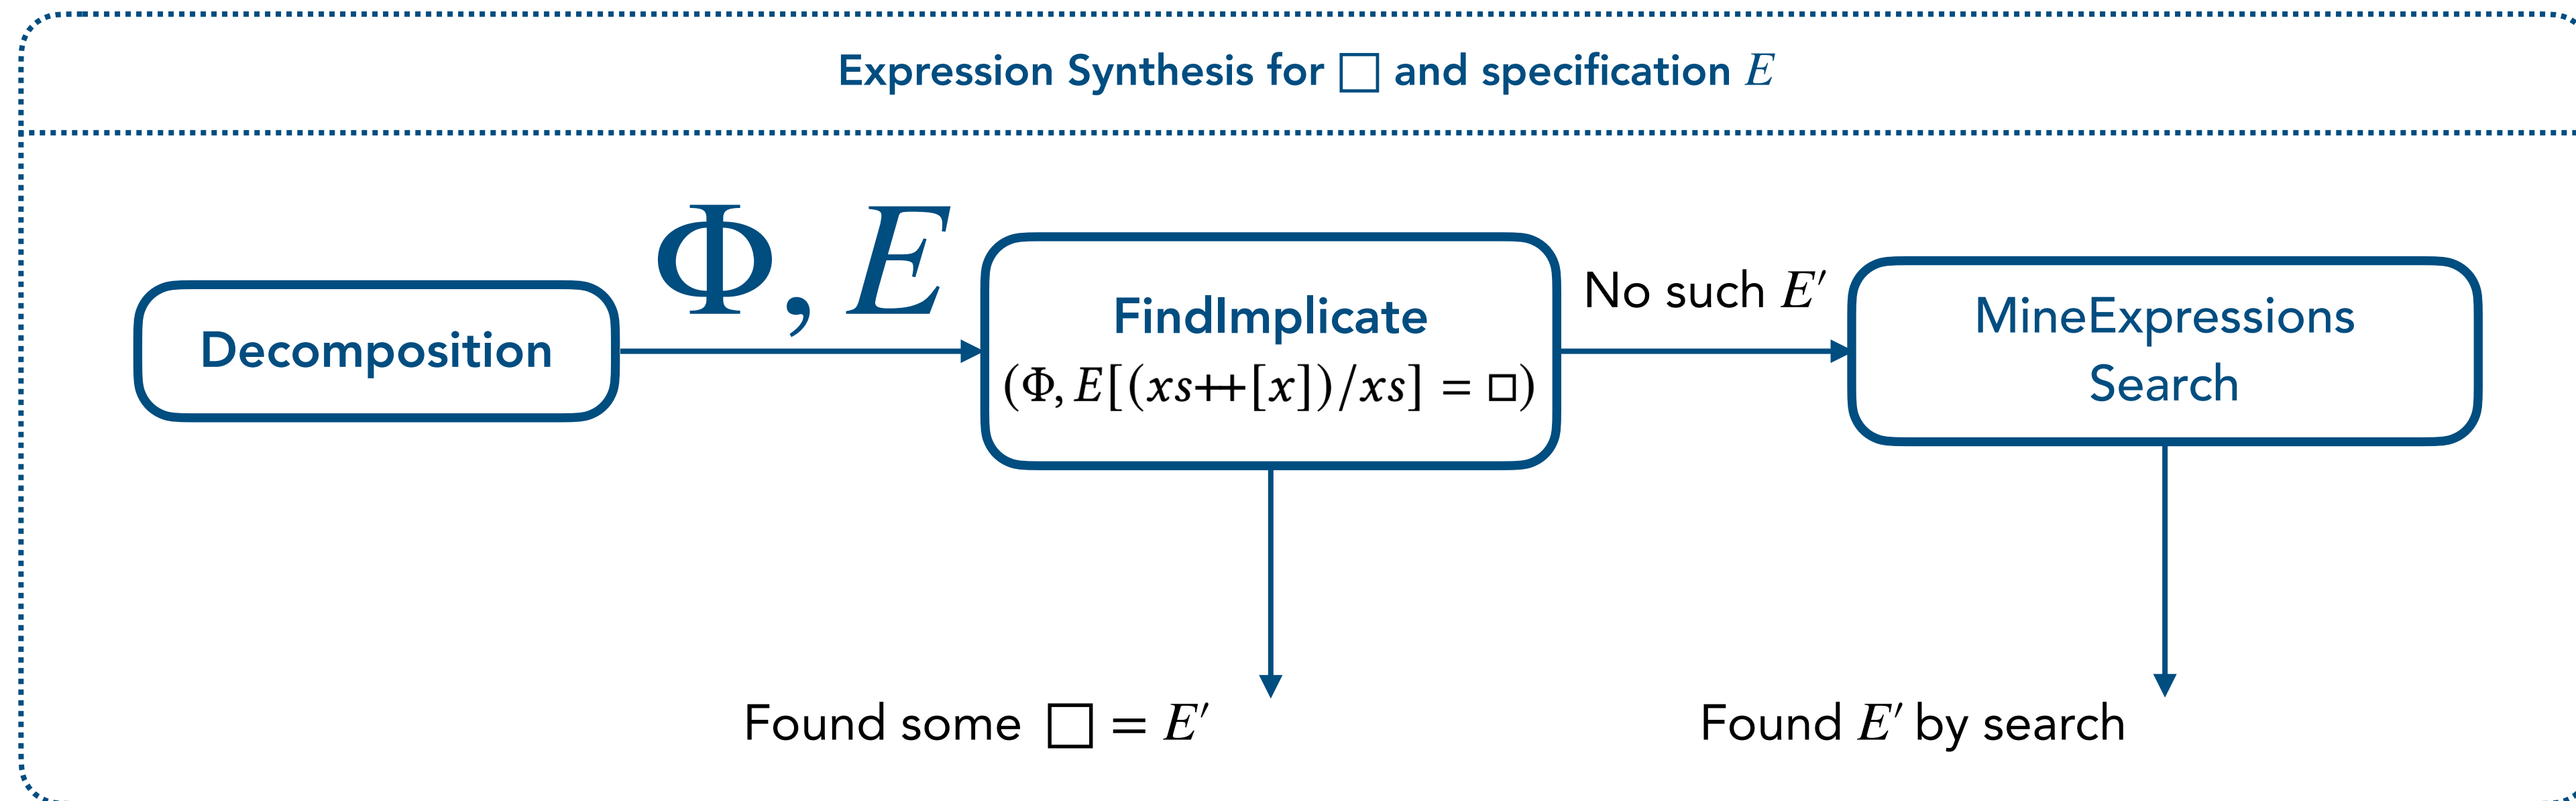 Expression Synthesis for □ and specification E
Φ, E
Decomposition
FindImplicate
(Φ, E[(xs++[x])/xs] = □)
No such E′
MineExpressions
Search
Found some □ = E′
Found E′ by search